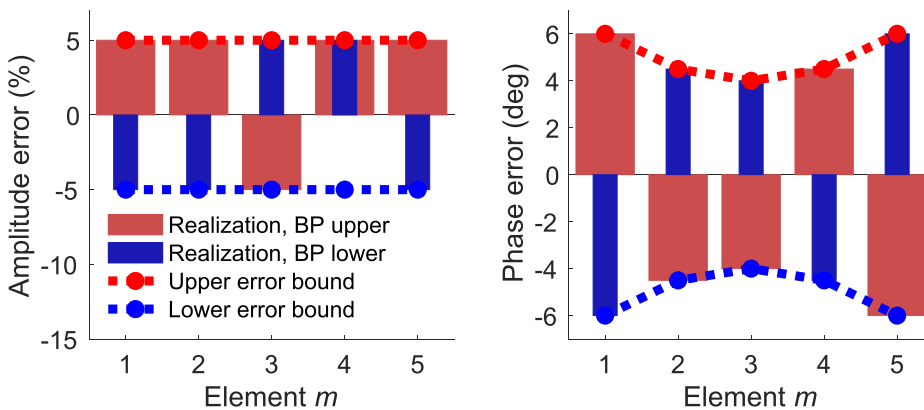 Amplitude error (%)
5
0
-5
-10
-15
Realization, BP upper
Realization, BP lower
Upper error bound
Lower error bound
1 2 3 4 5
Element m
Phase error (deg)
6
4
2
0
-2
-4
-6
1 2 3 4 5
Element m